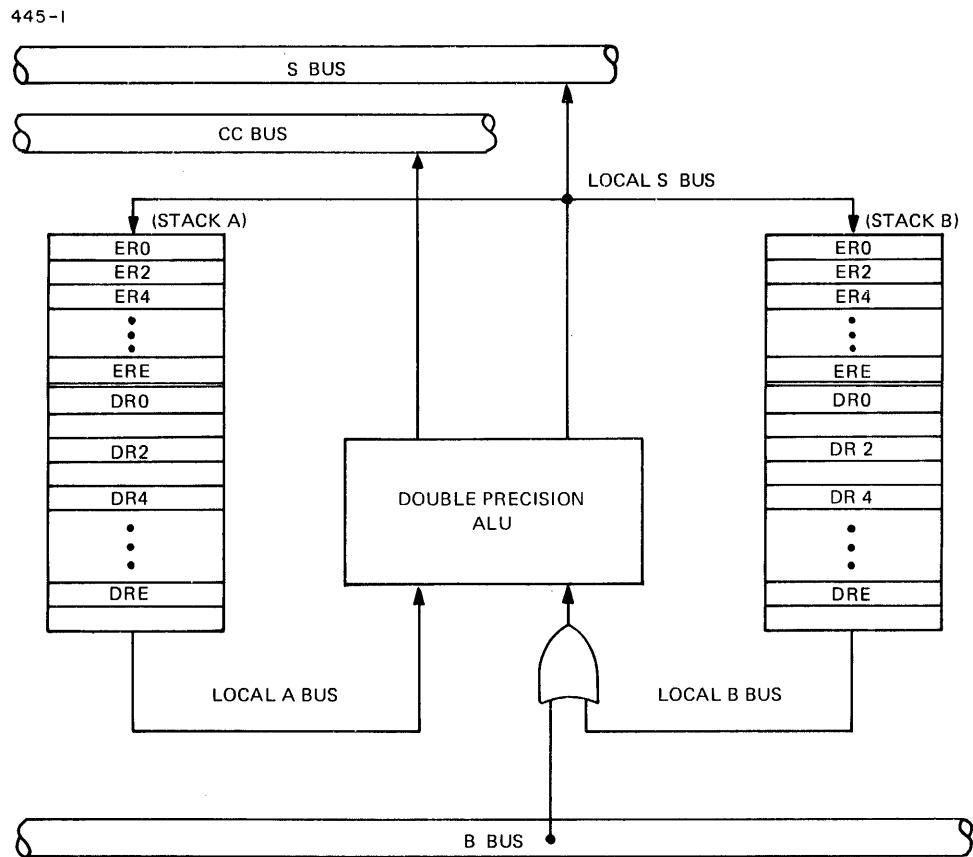 445-1
S BUS
CC BUS
LOCAL S BUS
(STACK A)
(STACK B)
ER0
ER2
ER4
ERE
DR0
DR2
DR4
DRE
ER0
ER2
ER4
ERE
DR0
DR 2
DR 4
DRE
DOUBLE PRECISION
ALU
LOCAL A BUS
LOCAL B BUS
B BUS